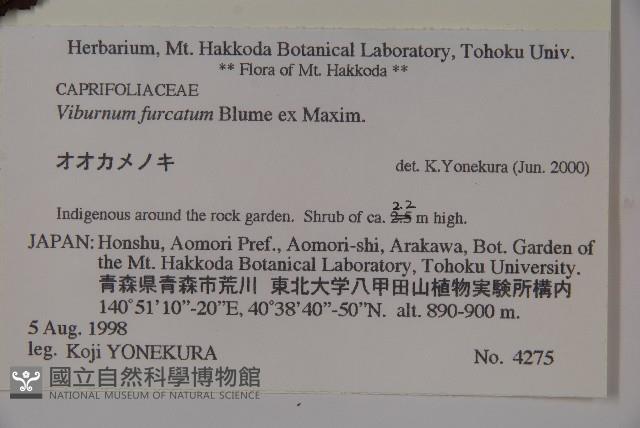 Herbarium, Mt. Hakkoda Botanical Laboratory, Tohoku Univ.
** Flora of Mt. Hakkoda **
CAPRIFOLIACEAE
Viburnum furcatum Blume ex Maxim.
オオカメノキ det. K.Yonekura (Jun. 2000)
2.2
Indigenous around the rock garden. Shrub of ca. 2.5 m high.
JAPAN: Honshu, Aomori Pref., Aomori-shi, Arakawa, Bot. Garden of
the Mt. Hakkoda Botanical Laboratory, Tohoku University.
青森県青森市荒川 東北大学八甲田山植物実験所構内
140°51'10"-20"E, 40°38'40"-50"N. alt. 890-900 m.
5 Aug. 1998
leg. Koji YONEKURA No. 4275
國立自然科學博物館
NATIONAL MUSEUM OF NATURAL SCIENCE